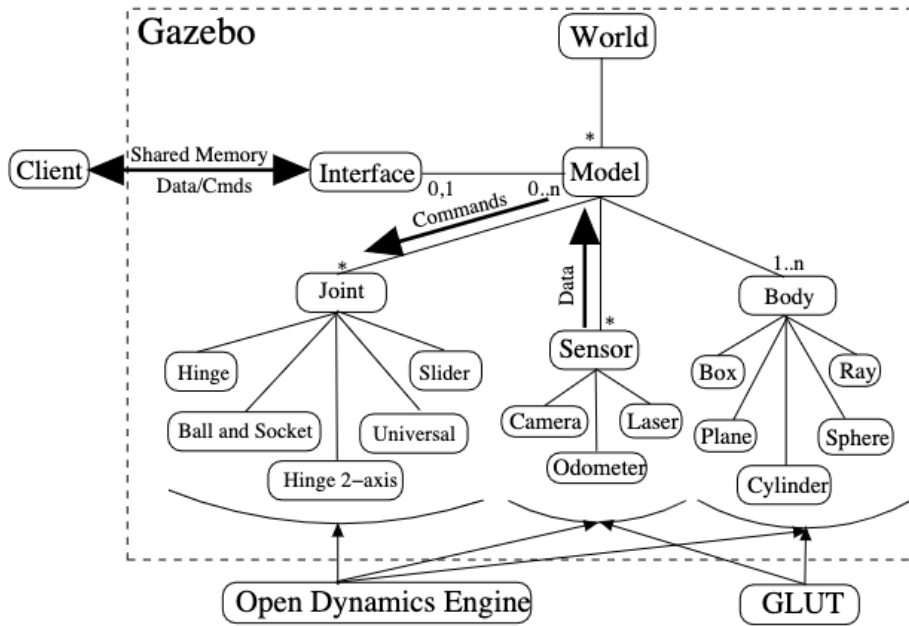 Gazebo
World
*
Client
Shared Memory
Data/Cmds
Interface
0,1
0..n
Model
Commands
Data
*
Joint
*
Sensor
1..n
Body
Hinge
Slider
Ball and Socket
Universal
Hinge 2-axis
Camera
Laser
Odometer
Box
Ray
Plane
Sphere
Cylinder
Open Dynamics Engine
GLUT